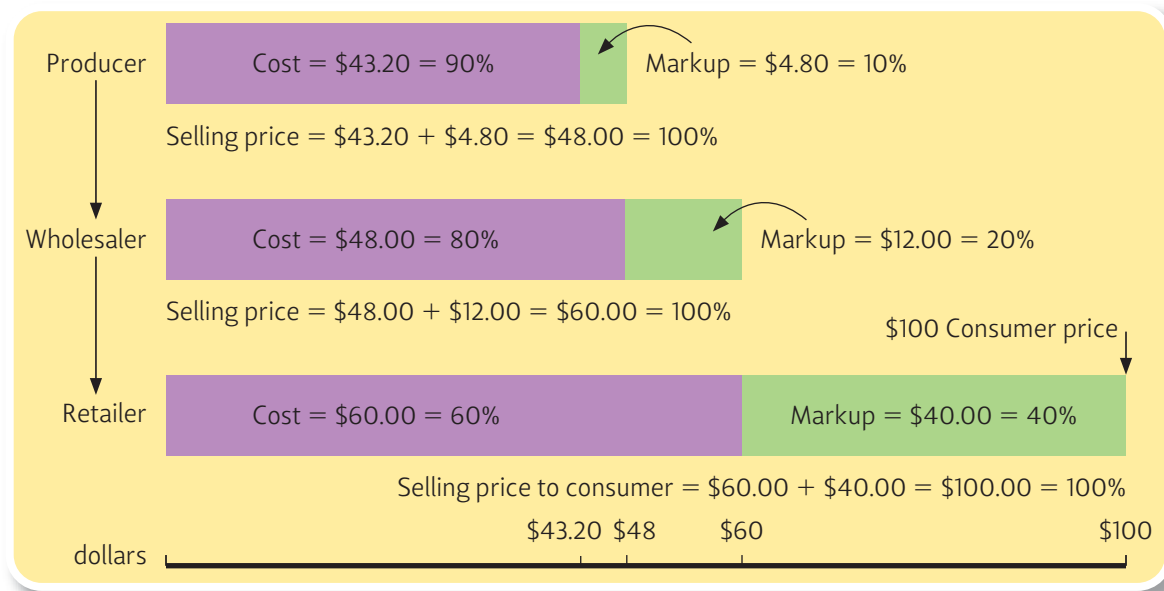 Producer
Cost = $43.20 = 90%
Markup = $4.80 = 10%
Selling price = $43.20 + $4.80 = $48.00 = 100%
Wholesaler
Cost = $48.00 = 80%
Markup = $12.00 = 20%
Selling price = $48.00 + $12.00 = $60.00 = 100%
$100 Consumer price
Retailer
Cost = $60.00 = 60%
Markup = $40.00 = 40%
Selling price to consumer = $60.00 + $40.00 = $100.00 = 100%
$43.20 $48 $60 $100
dollars